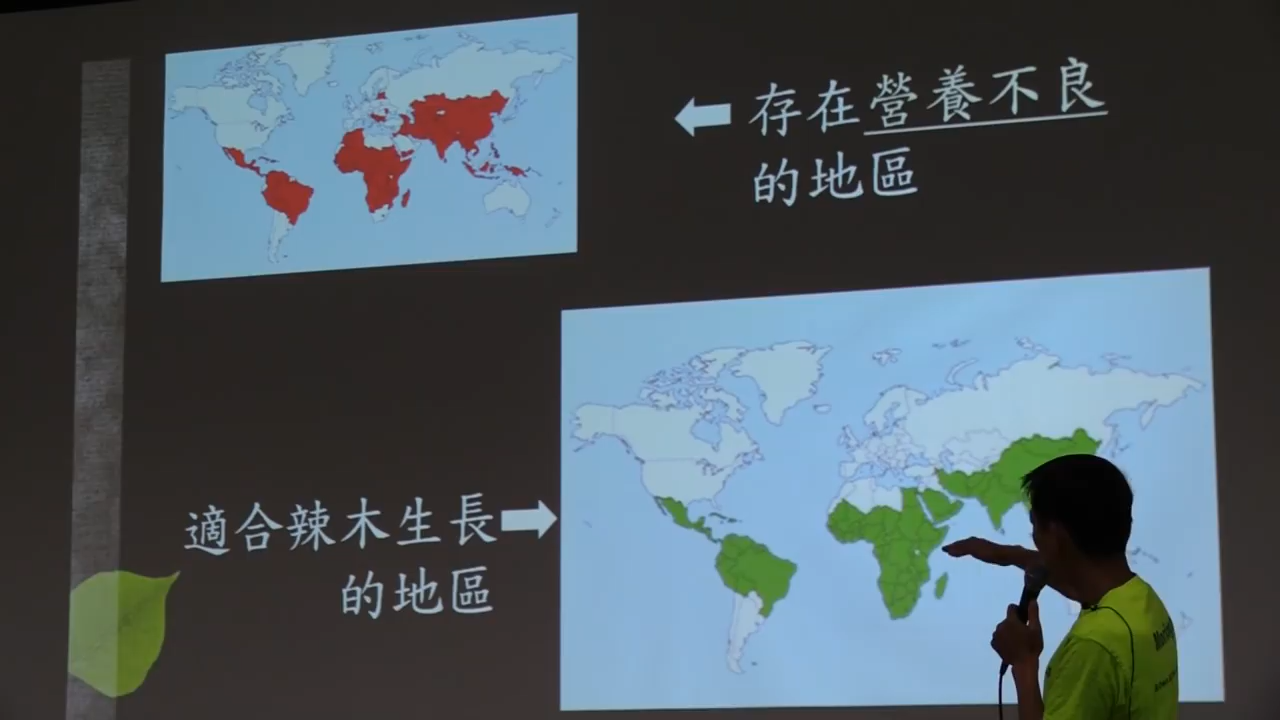 存在營養不良
的地區
適合辣木生長
的地區